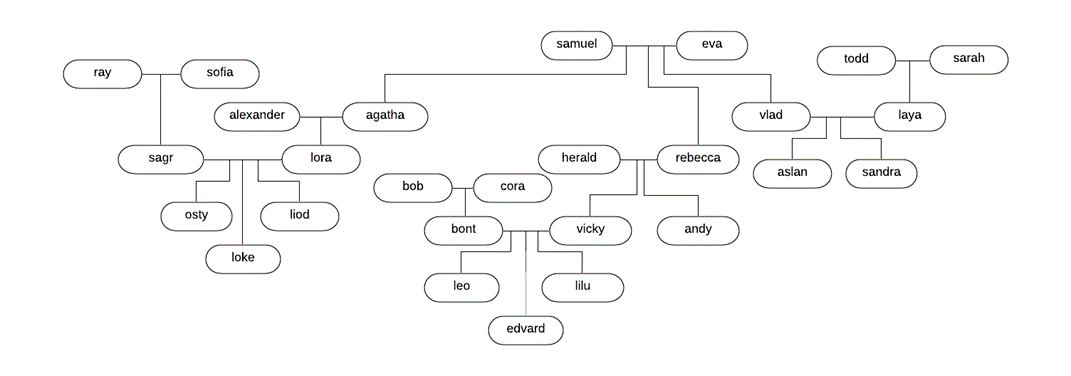 samuel
eva
todd
sarah
ray
sofia
alexander
agatha
vlad
laya
sagr
lora
herald
rebecca
aslan
sandra
bob
cora
osty
liod
bont
vicky
andy
loke
leo
lilu
edvard